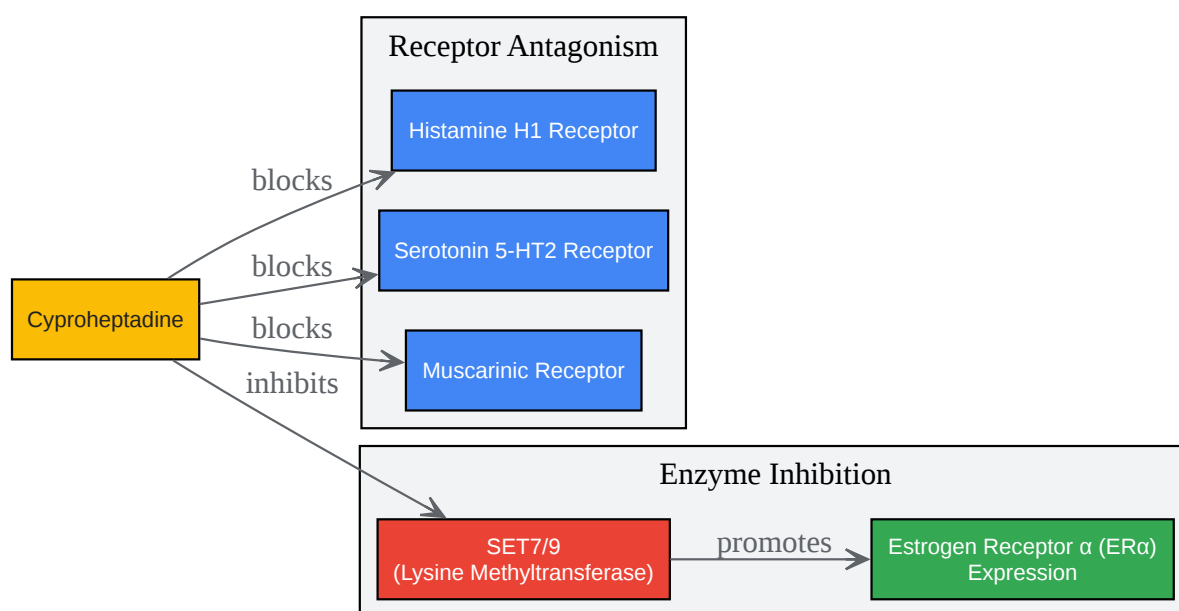 Receptor Antagonism
Histamine H1 Receptor
blocks
Serotonin 5-HT2 Receptor
blocks
Cyproheptadine
blocks
Muscarinic Receptor
inhibits
Enzyme Inhibition
SET7/9
(Lysine Methyltransferase)
promotes
Estrogen Receptor α (ERα)
Expression